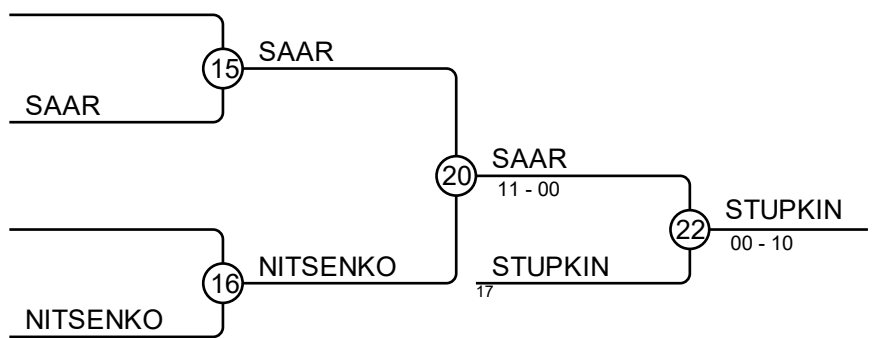 SAAR
15
SAAR
SAAR
20
11 - 00
STUPKIN
22
00 - 10
NITSENKO
16
STUPKIN
17
NITSENKO